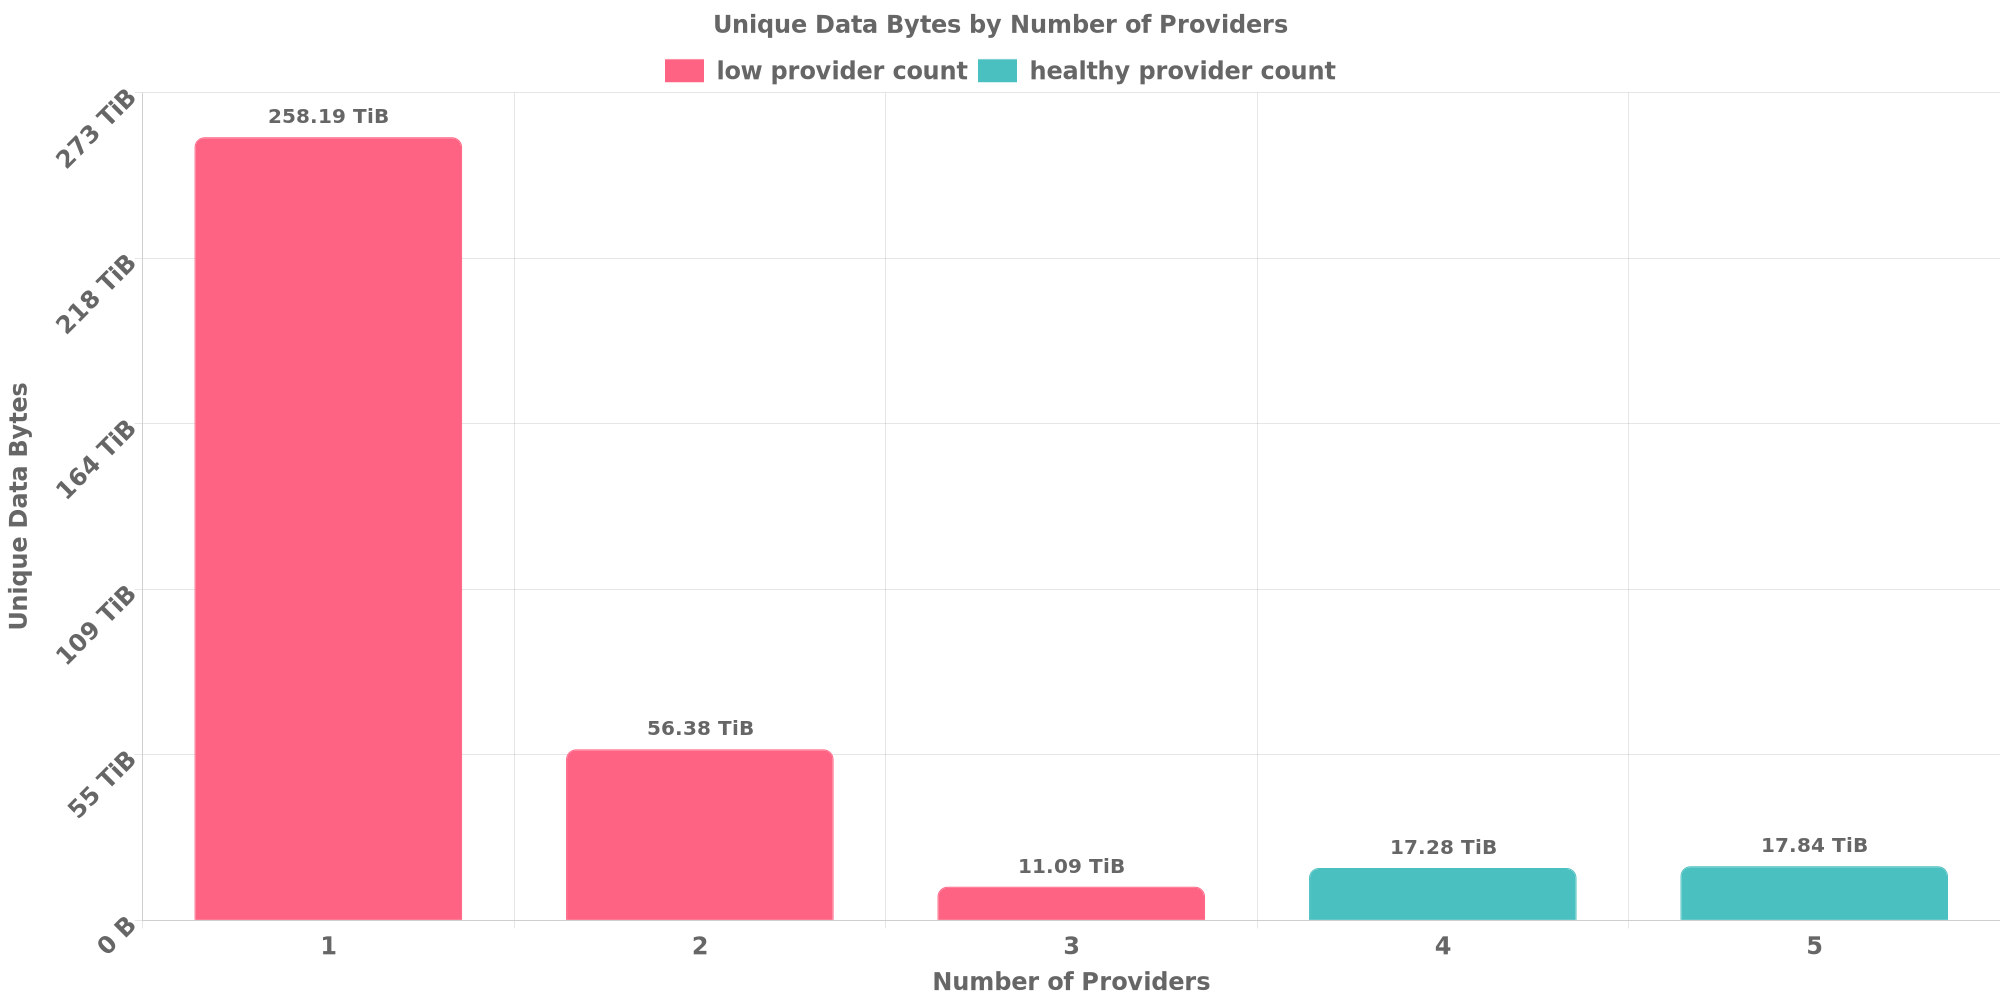 Unique Data Bytes by Number of Providers
low provider count healthy provider count
273 TiB
218 TiB
164 TiB
109 TiB
55 TiB
0 B
Unique Data Bytes
258.19 TiB
56.38 TiB
11.09 TiB
17.28 TiB
17.84 TiB
1 2 3 4 5
Number of Providers